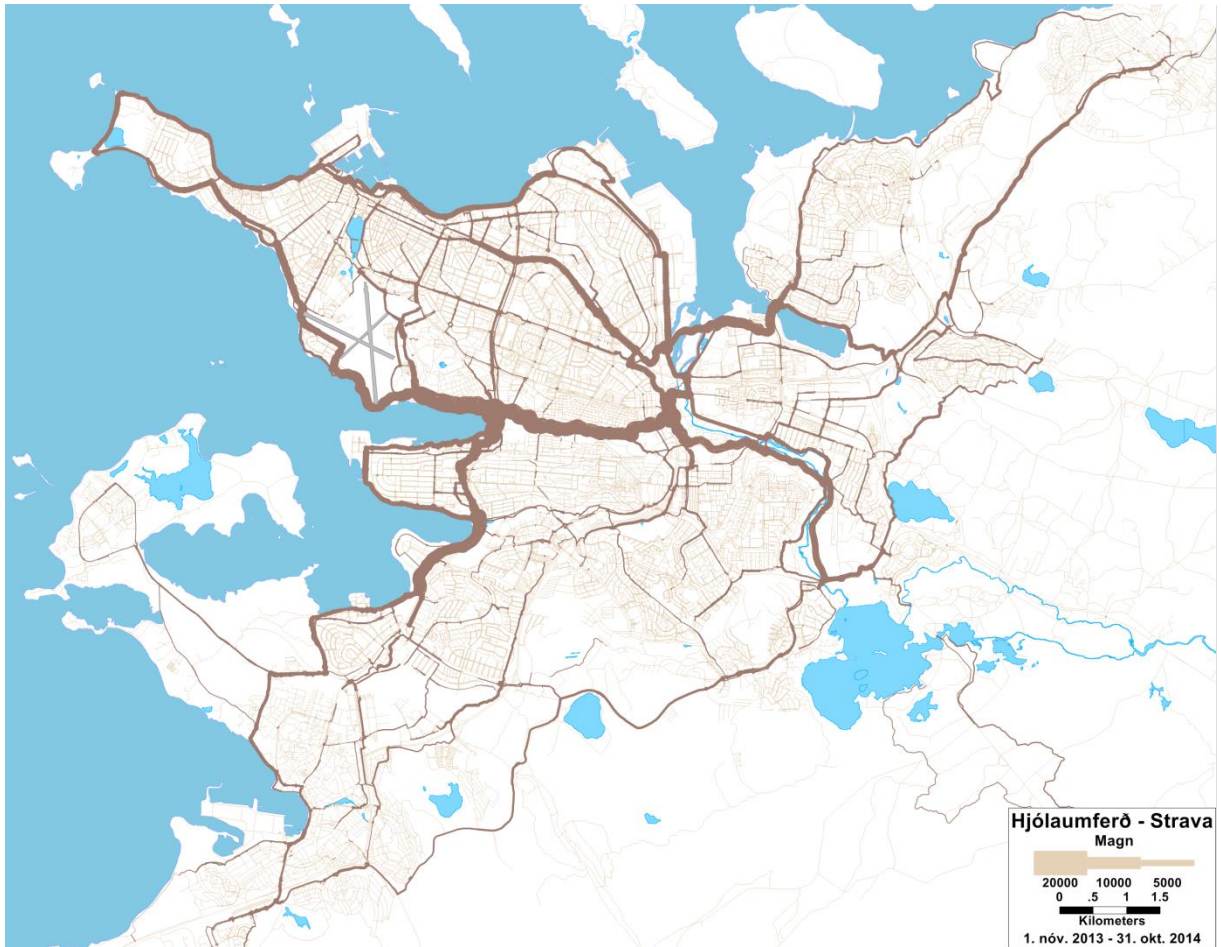 Hjólaumferð - Strava
Magn
20000 10000 5000
0 .5 1 1.5
Kilometers
1. nóv. 2013 - 31. okt. 2014